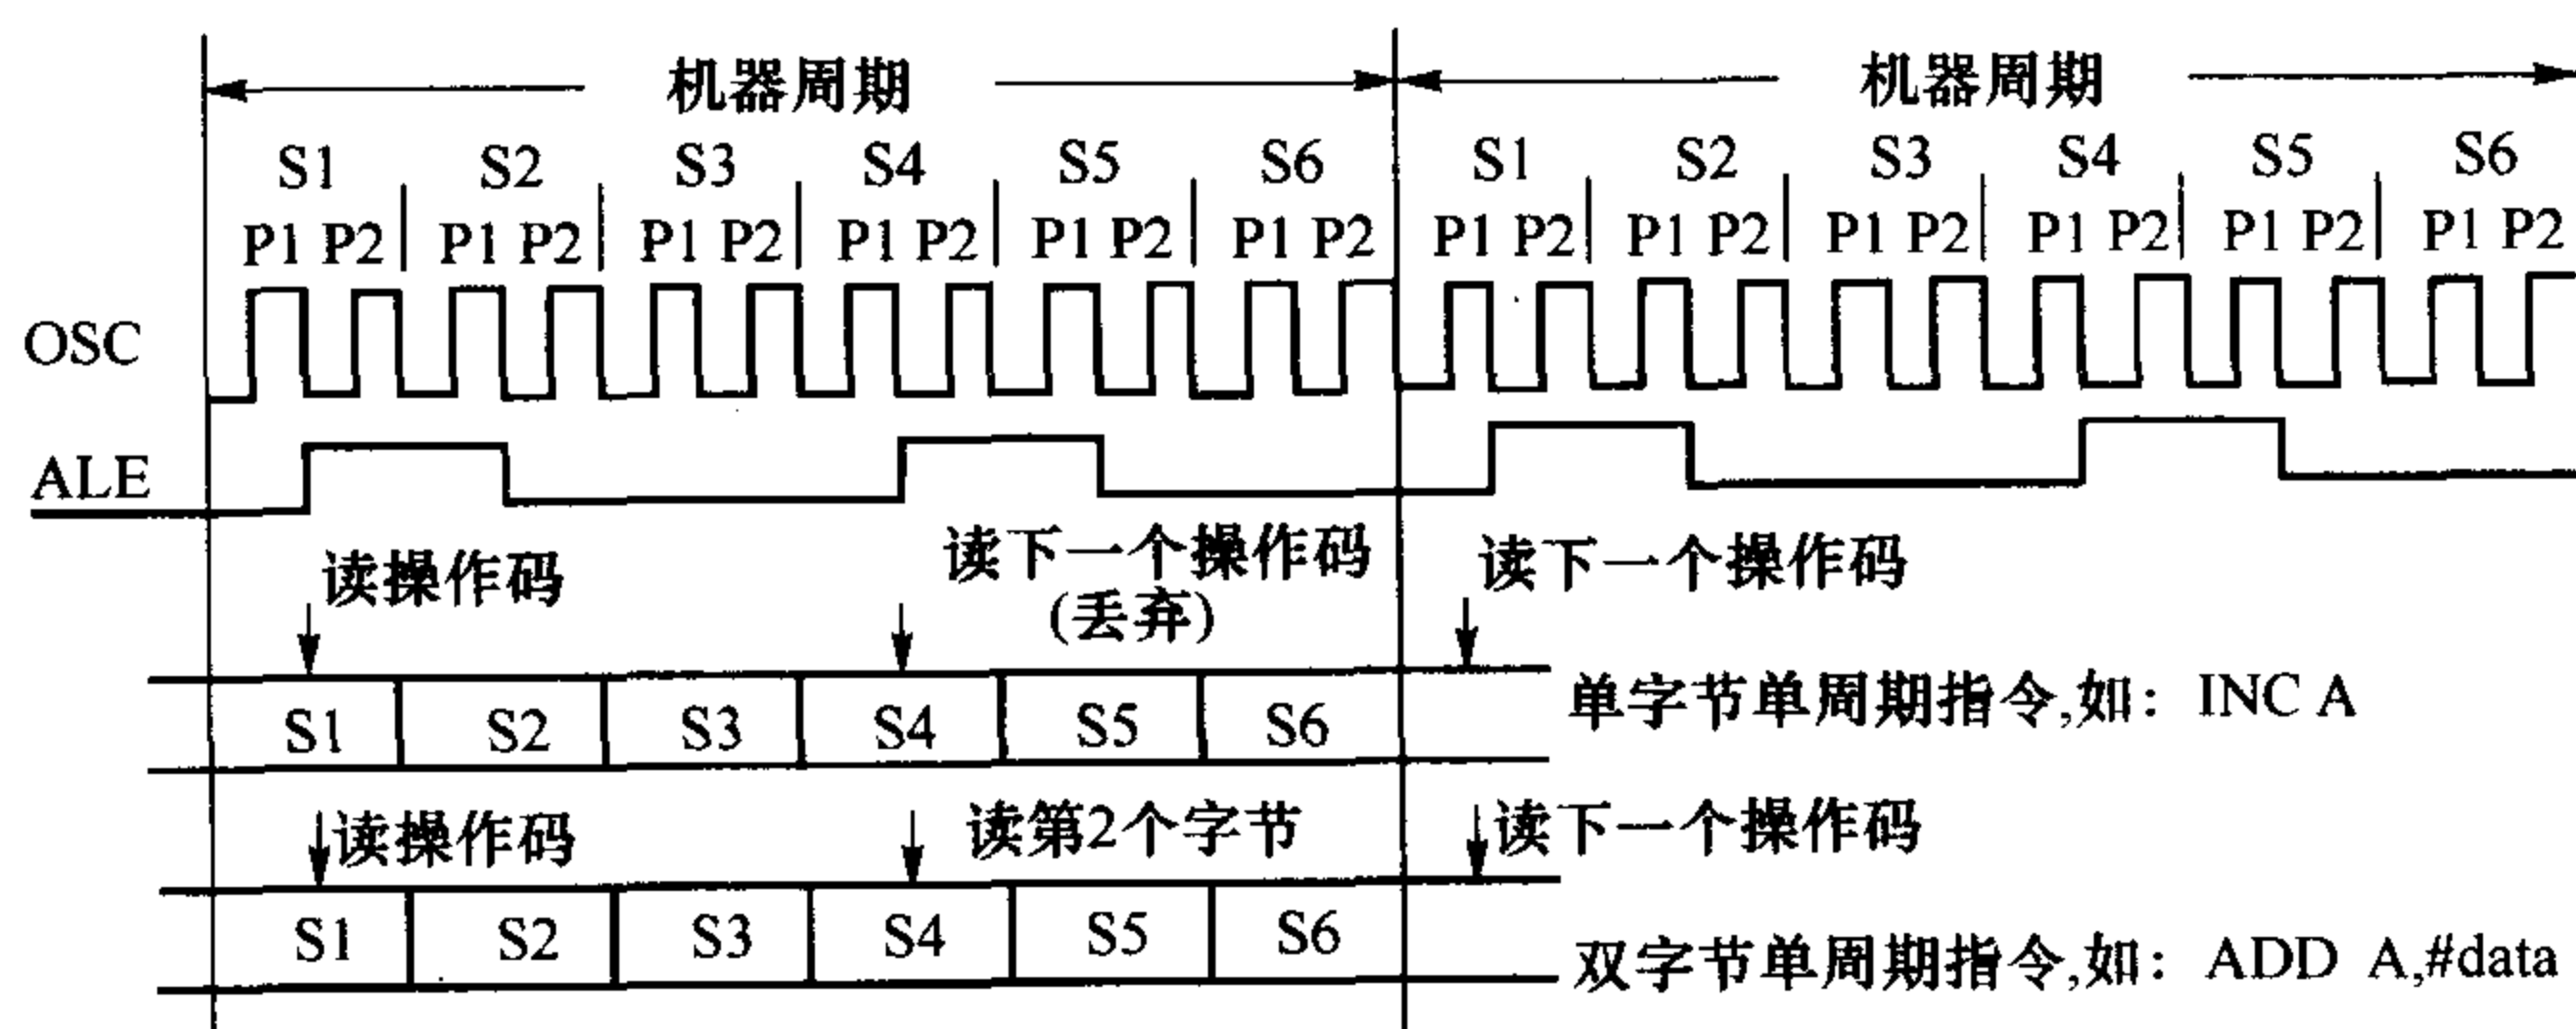 机器周期 机器周期
S1 S2 S3 S4 S5 S6 S1 S2 S3 S4 S5 S6
P1 P2 P1 P2 P1 P2 P1 P2 P1 P2 P1 P2 P1 P2 P1 P2 P1 P2 P1 P2 P1 P2 P1 P2
OSC
ALE
读操作码 读下一个操作码 读下一个操作码
(丢弃)
S1 S2 S3 S4 S5 S6 单字节单周期指令,如: INC A
读操作码 读第2个字节 读下一个操作码
S1 S2 S3 S4 S5 S6 双字节单周期指令,如: ADD A,#data